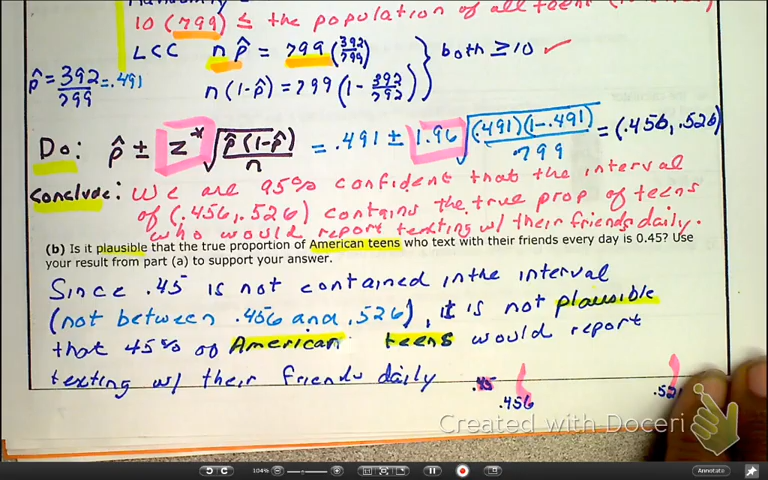 10 (799) ≤ the population of all teens
LCC n p̂ = 799 (392/799) both ≥10 ✓
p̂ = 392/799 = .491
n(1-p̂) = 799 (1 - 392/792)
Do: p̂ ± z* √(p̂(1-p̂)/n) = .491 ± 1.96 √((.491)(1-.491)/799) = (.456, .526)
Conclude: We are 95% confident that the interval
of (.456, .526) contains the true prop of teens
who would report texting w/ their friends daily.
(b) Is it plausible that the true proportion of American teens who text with their friends every day is 0.45? Use
your result from part (a) to support your answer.
Since .45 is not contained in the interval
(not between .456 and .526), it is not plausible
that 45% of American teens would report
texting w/ their friends daily
.45 .456 .52
Created with Doceri
104%
Annotate